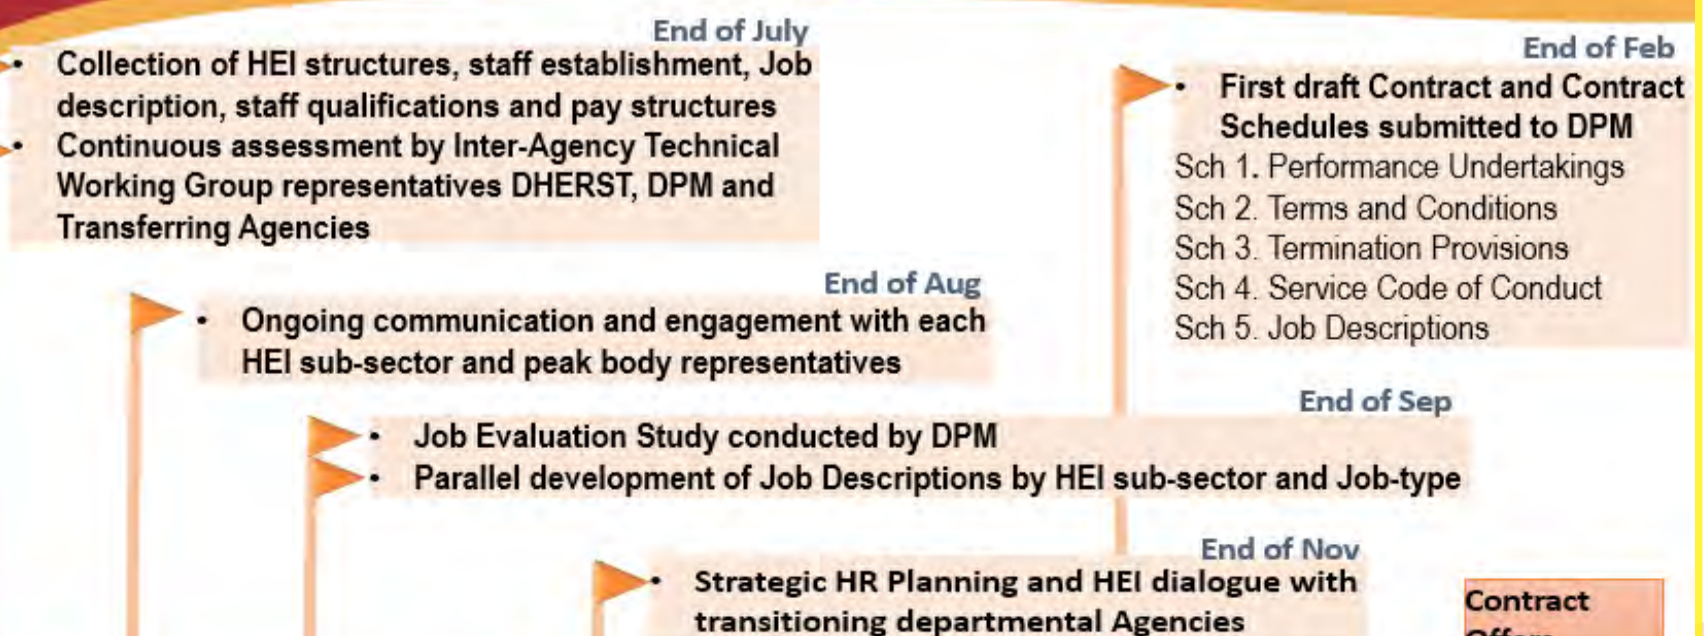 End of July
• Collection of HEI structures, staff establishment, Job
description, staff qualifications and pay structures
• Continuous assessment by Inter-Agency Technical
Working Group representatives DHERST, DPM and
Transferring Agencies
End of Feb
• First draft Contract and Contract
Schedules submitted to DPM
Sch 1. Performance Undertakings
Sch 2. Terms and Conditions
Sch 3. Termination Provisions
Sch 4. Service Code of Conduct
Sch 5. Job Descriptions
End of Aug
• Ongoing communication and engagement with each
HEI sub-sector and peak body representatives
End of Sep
• Job Evaluation Study conducted by DPM
• Parallel development of Job Descriptions by HEI sub-sector and Job-type
End of Nov
• Strategic HR Planning and HEI dialogue with
transitioning departmental Agencies
Contract